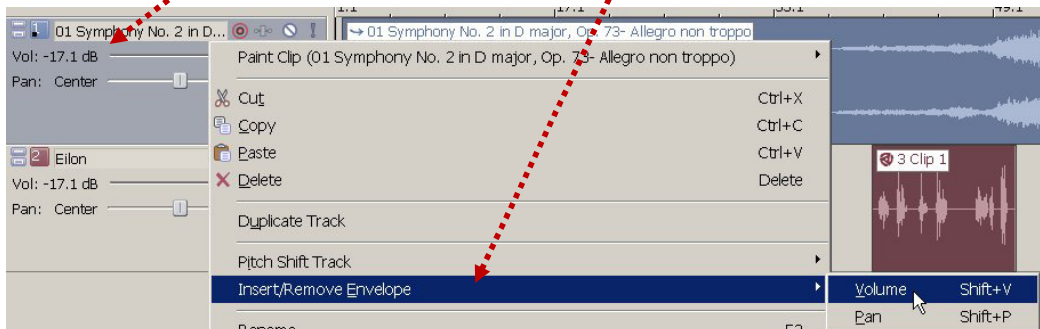 1.1 17.1 33.1 49.1
1 01 Symphony No. 2 in D... 01 Symphony No. 2 in D major, Op. 73- Allegro non troppo
Vol: -17.1 dB
Pan: Center
Paint Clip (01 Symphony No. 2 in D major, Op. 73- Allegro non troppo)
Cut Ctrl+X
Copy Ctrl+C
Paste Ctrl+V
Delete Delete
2 Eilon
Vol: -17.1 dB
Pan: Center
3 Clip 1
Duplicate Track
Pitch Shift Track
Insert/Remove Envelope
Volume Shift+V
Pan Shift+P
Rename F2